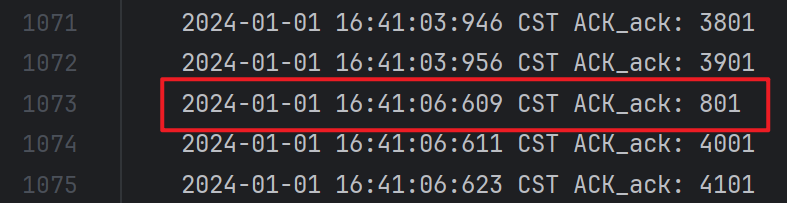 1071 2024-01-01 16:41:03:946 CST ACK_ack: 3801
1072 2024-01-01 16:41:03:956 CST ACK_ack: 3901
1073 2024-01-01 16:41:06:609 CST ACK_ack: 801
1074 2024-01-01 16:41:06:611 CST ACK_ack: 4001
1075 2024-01-01 16:41:06:623 CST ACK_ack: 4101